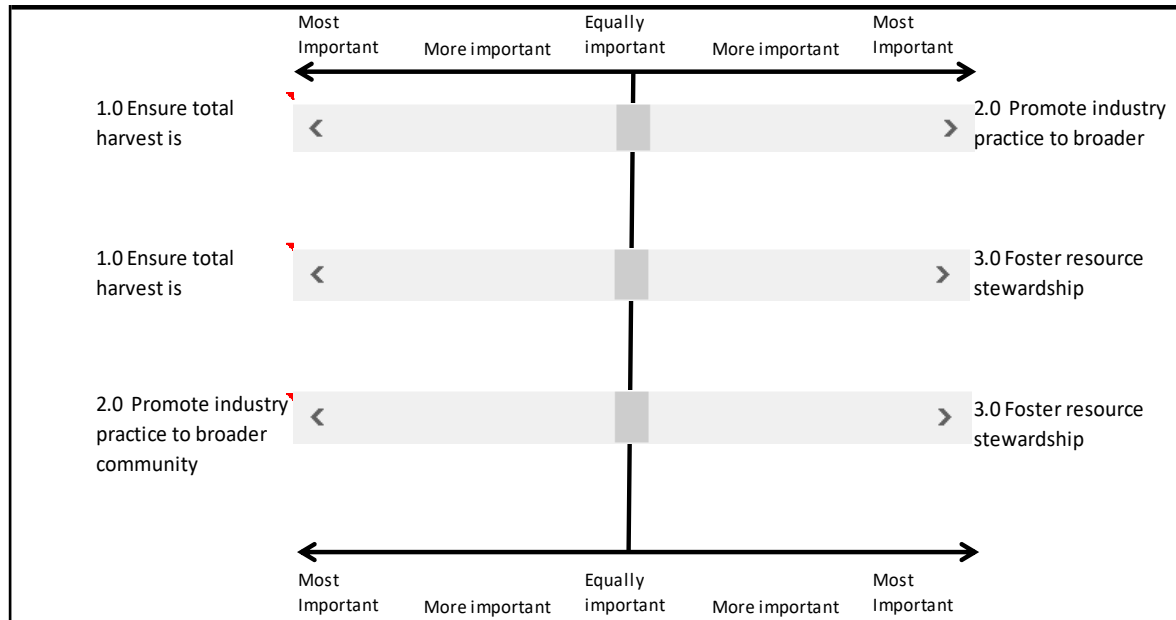 Most
Important
More important
Equally
important
More important
Most
Important
1.0 Ensure total
harvest is
2.0 Promote industry
practice to broader
1.0 Ensure total
harvest is
3.0 Foster resource
stewardship
2.0 Promote industry
practice to broader
community
3.0 Foster resource
stewardship
Most
Important
More important
Equally
important
More important
Most
Important